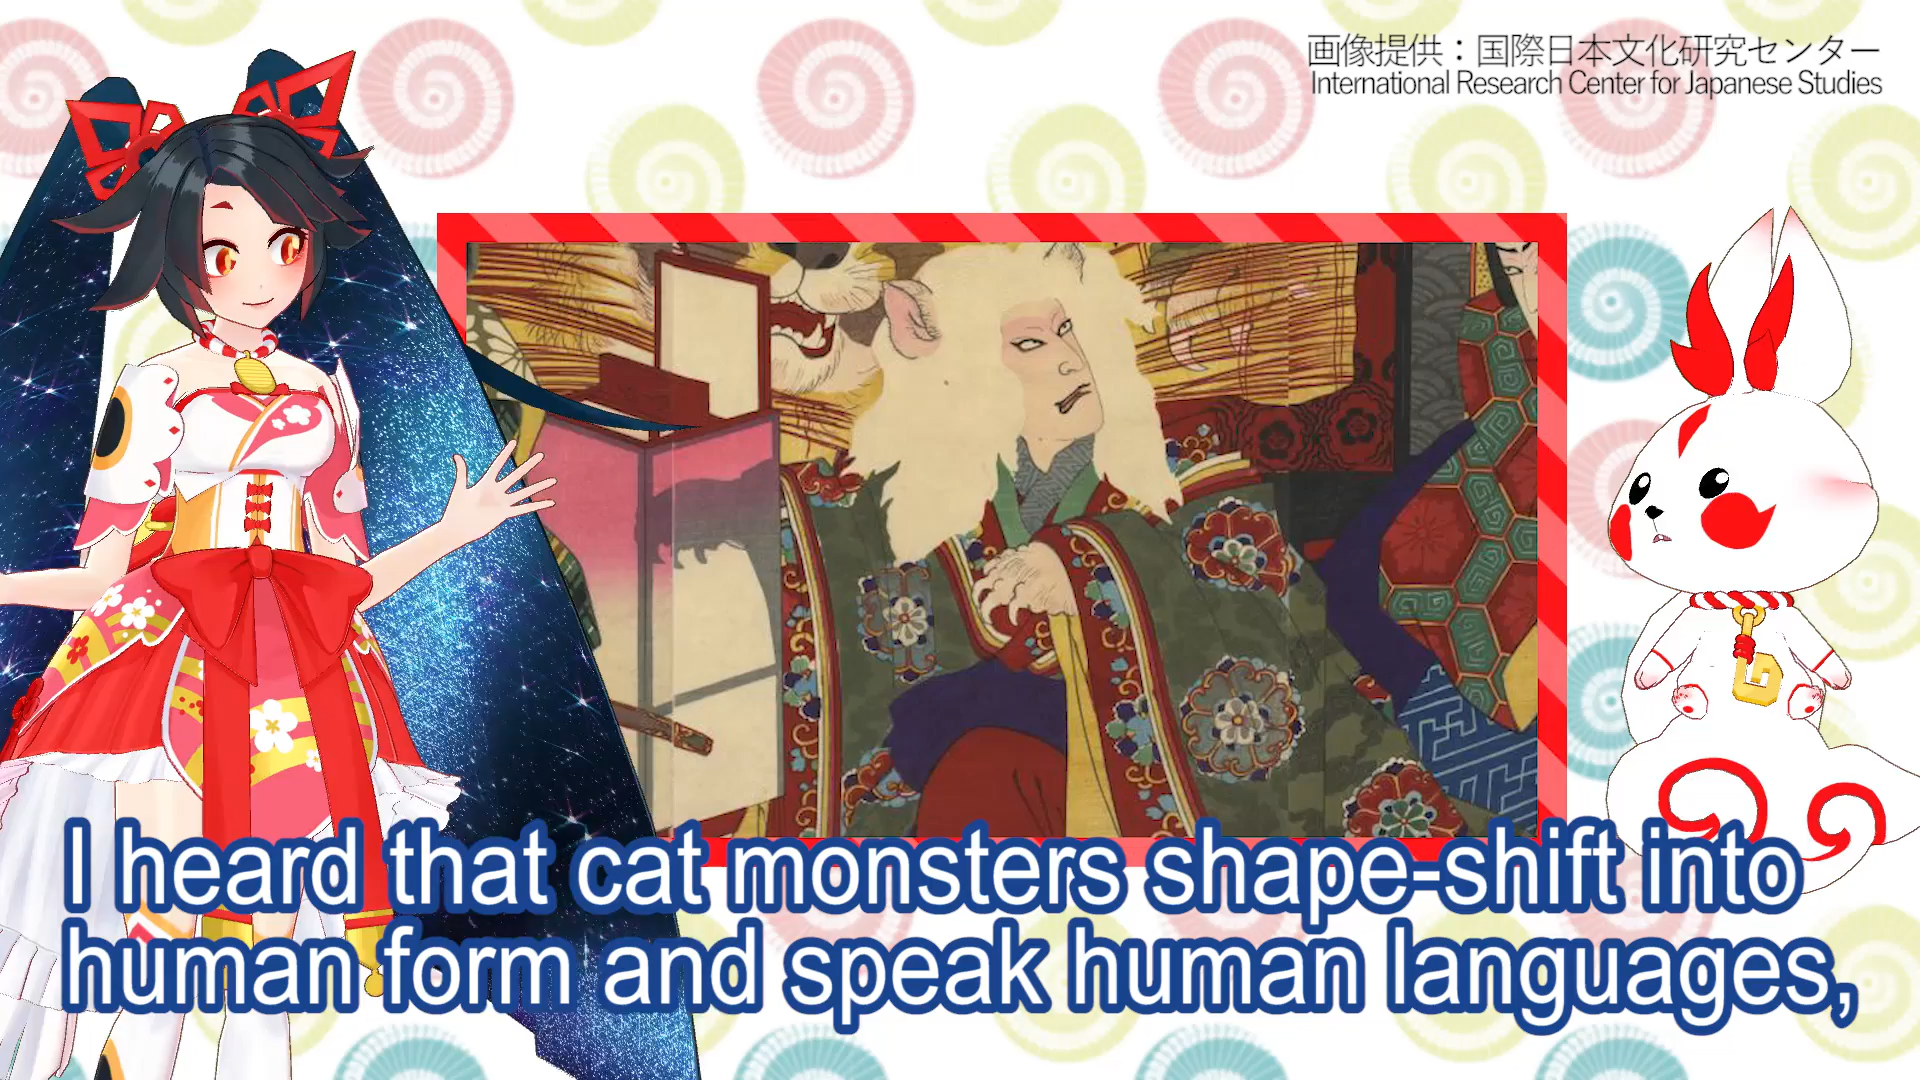 画像提供：国際日本文化研究センター
International Research Center for Japanese Studies
I heard that cat monsters shape-shift into
human form and speak human languages,